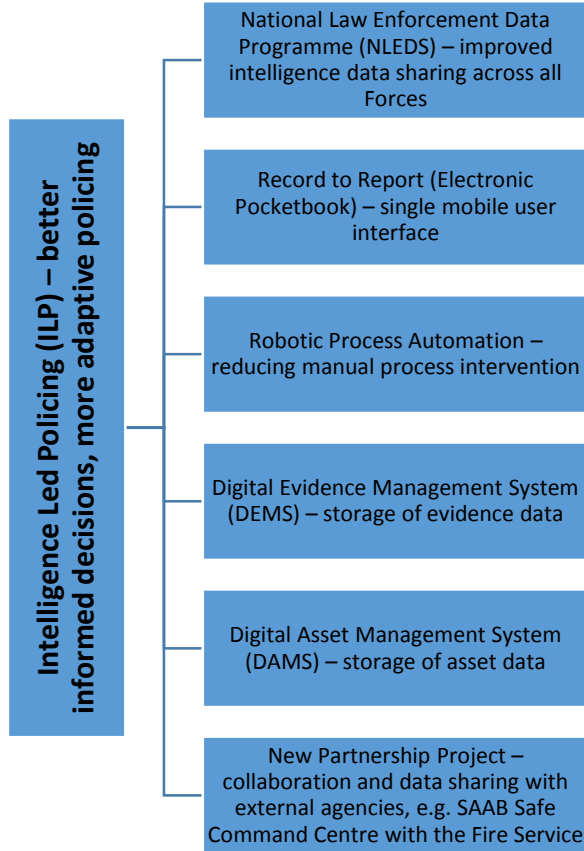 Intelligence Led Policing (ILP) – better
informed decisions, more adaptive policing
National Law Enforcement Data
Programme (NLEDS) – improved
intelligence data sharing across all
Forces
Record to Report (Electronic
Pocketbook) – single mobile user
interface
Robotic Process Automation –
reducing manual process intervention
Digital Evidence Management System
(DEMS) – storage of evidence data
Digital Asset Management System
(DAMS) – storage of asset data
New Partnership Project –
collaboration and data sharing with
external agencies, e.g. SAAB Safe
Command Centre with the Fire Service